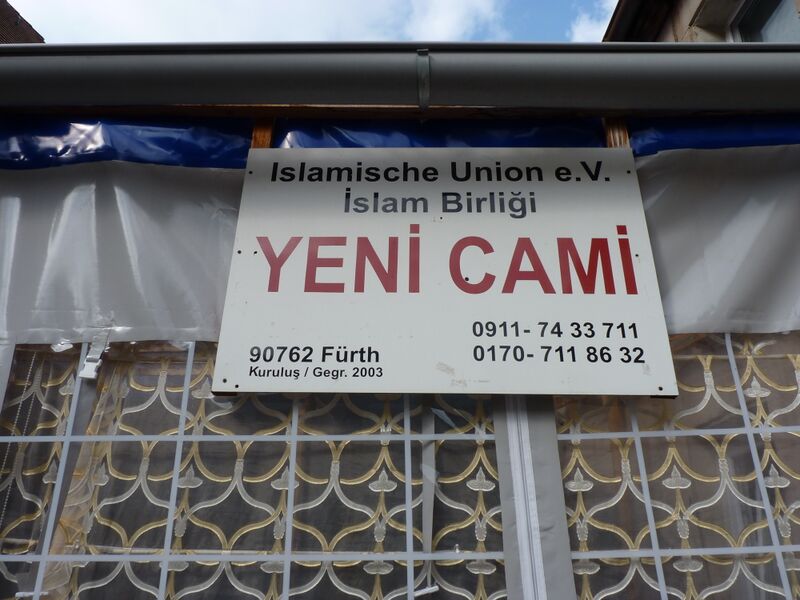 Islamische Union e.V.
İslam Birliği
YENİ CAMİ
0911- 74 33 711
90762 Fürth 0170- 711 86 32
Kuruluş / Gegr. 2003